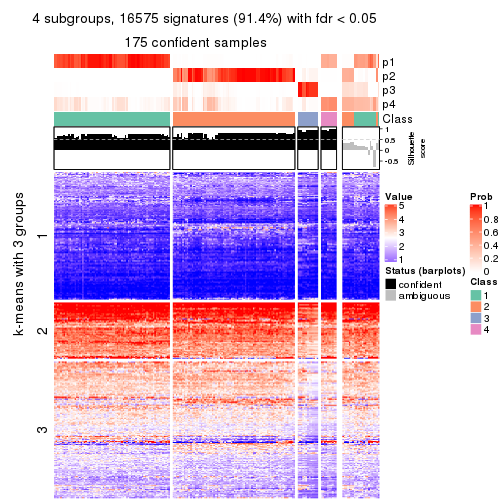 4 subgroups, 16575 signatures (91.4%) with fdr < 0.05
175 confident samples
p1
p2
p3
p4
Class
1
0.5
0
-0.5
Silhouette
score
k-means with 3 groups
1
2
3
Value
5
4
3
2
1
Status (barplots)
confident
ambiguous
Prob
1
0.8
0.6
0.4
0.2
0
Class
1
2
3
4